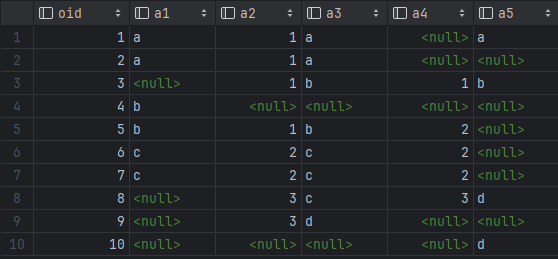 oid a1 a2 a3 a4 a5
1 1 a 1 a <null> a
2 2 a 1 a <null> <null>
3 3 <null> 1 b 1 b
4 4 b <null> <null> <null> <null>
5 5 b 1 b 2 <null>
6 6 c 2 c 2 <null>
7 7 c 2 c 2 <null>
8 8 <null> 3 c 3 d
9 9 <null> 3 d <null> <null>
10 10 <null> <null> <null> <null> d